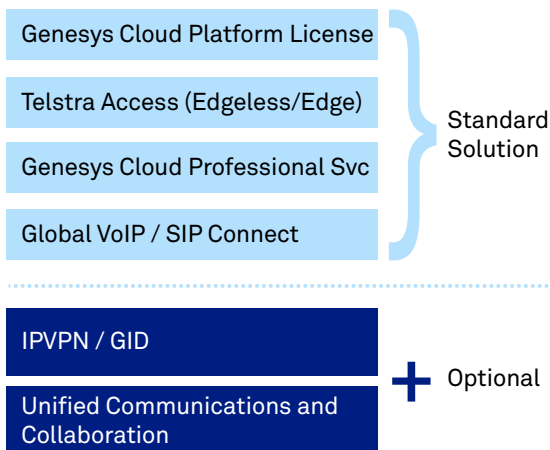 Genesys Cloud Platform License
Telstra Access (Edgeless/Edge)
Genesys Cloud Professional Svc
Global VoIP / SIP Connect
Standard
Solution
IPVPN / GID
Unified Communications and
Collaboration
+
Optional